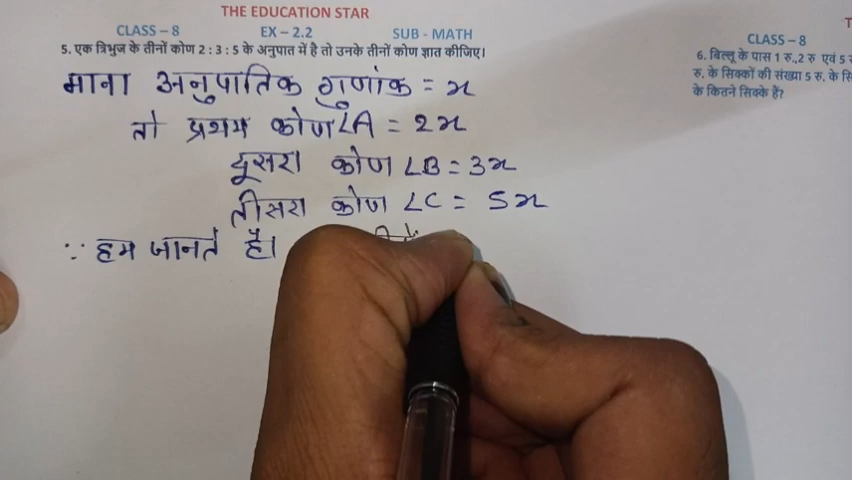 THE EDUCATION STAR
CLASS – 8 EX – 2.2 SUB - MATH
5. एक त्रिभुज के तीनों कोण 2 : 3 : 5 के अनुपात में है तो उनके तीनों कोण ज्ञात कीजिए।
माना अनुपातिक गुणांक = x
तो प्रथम कोण ∠A = 2x
दूसरा कोण ∠B = 3x
तीसरा कोण ∠C = 5x
∵ हम जानते है।
T
CLASS – 8
6. बिल्लू के पास 1 रु.,2 रु एवं 5
रु. के सिक्कों की संख्या 5 रु. के
के कितने सिक्के हैं?